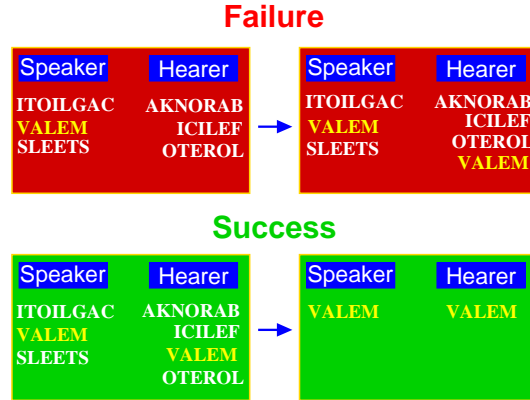 Failure
Speaker Hearer
ITOILGAC AKNORAB
VALEM ICILEF
SLEETS OTEROL
Speaker Hearer
ITOILGAC AKNORAB
VALEM ICILEF
SLEETS OTEROL
VALEM
Success
Speaker Hearer
ITOILGAC AKNORAB
VALEM ICILEF
SLEETS VALEM
OTEROL
Speaker Hearer
VALEM VALEM